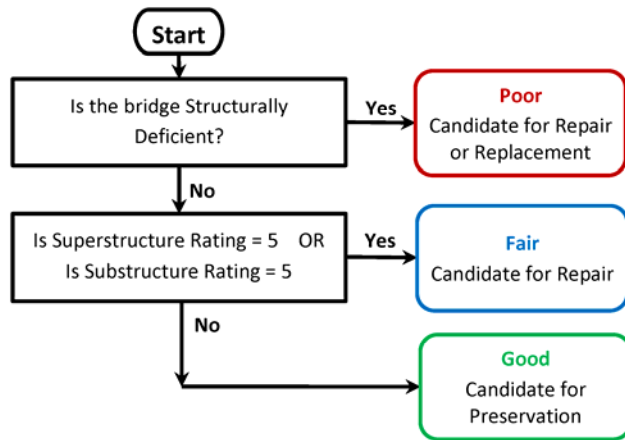 Start
Is the bridge Structurally
Deficient?
Yes
Poor
Candidate for Repair
or Replacement
No
Is Superstructure Rating = 5 OR
Is Substructure Rating = 5
Yes
Fair
Candidate for Repair
No
Good
Candidate for
Preservation